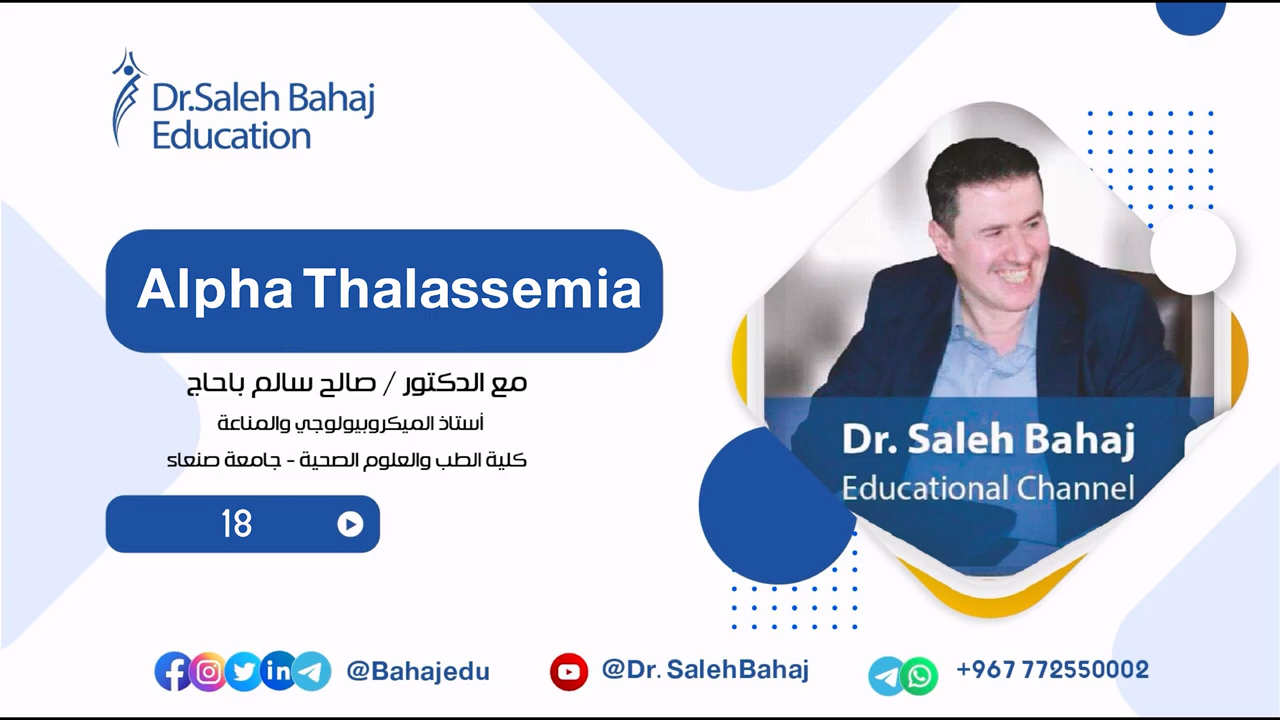 Dr.Saleh Bahaj
Education
Alpha Thalassemia
مع الدكتور / صالح سالم باحاج
أستاذ الميكروبيولوجي والمناعة
كلية الطب والعلوم الصحية - جامعة صنعاء
18
Dr. Saleh Bahaj
Educational Channel
@Bahajedu
@Dr. SalehBahaj
+967 772550002